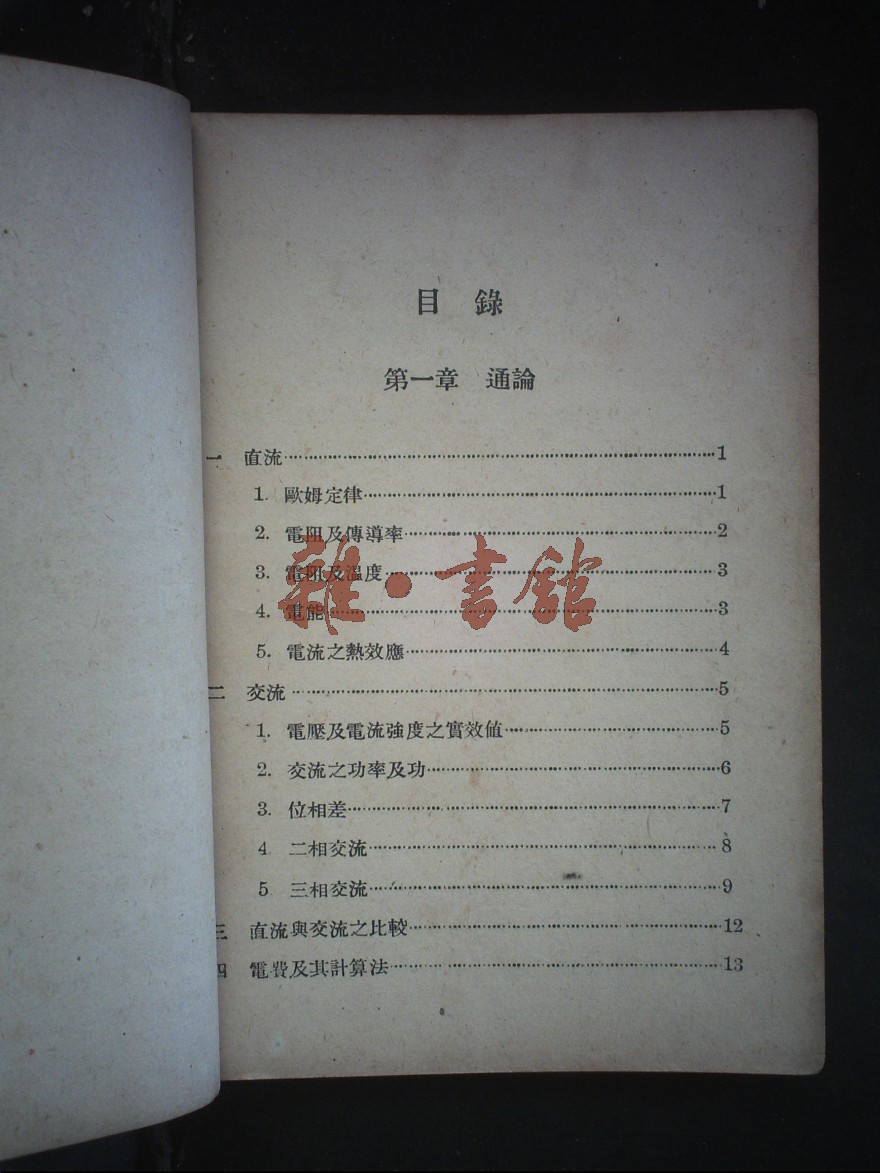 目 錄
第一章 通論
一 直流………1
1. 歐姆定律………1
2. 電阻及傳導率………2
3. 電阻及溫度………3
4. 電能………3
5. 電流之熱效應………4
二 交流………5
1. 電壓及電流強度之實效値………5
2. 交流之功率及功………6
3. 位相差………7
4 二相交流………8
5 三相交流………9
三 直流與交流之比較………12
四 電費及其計算法………13
雜·書館